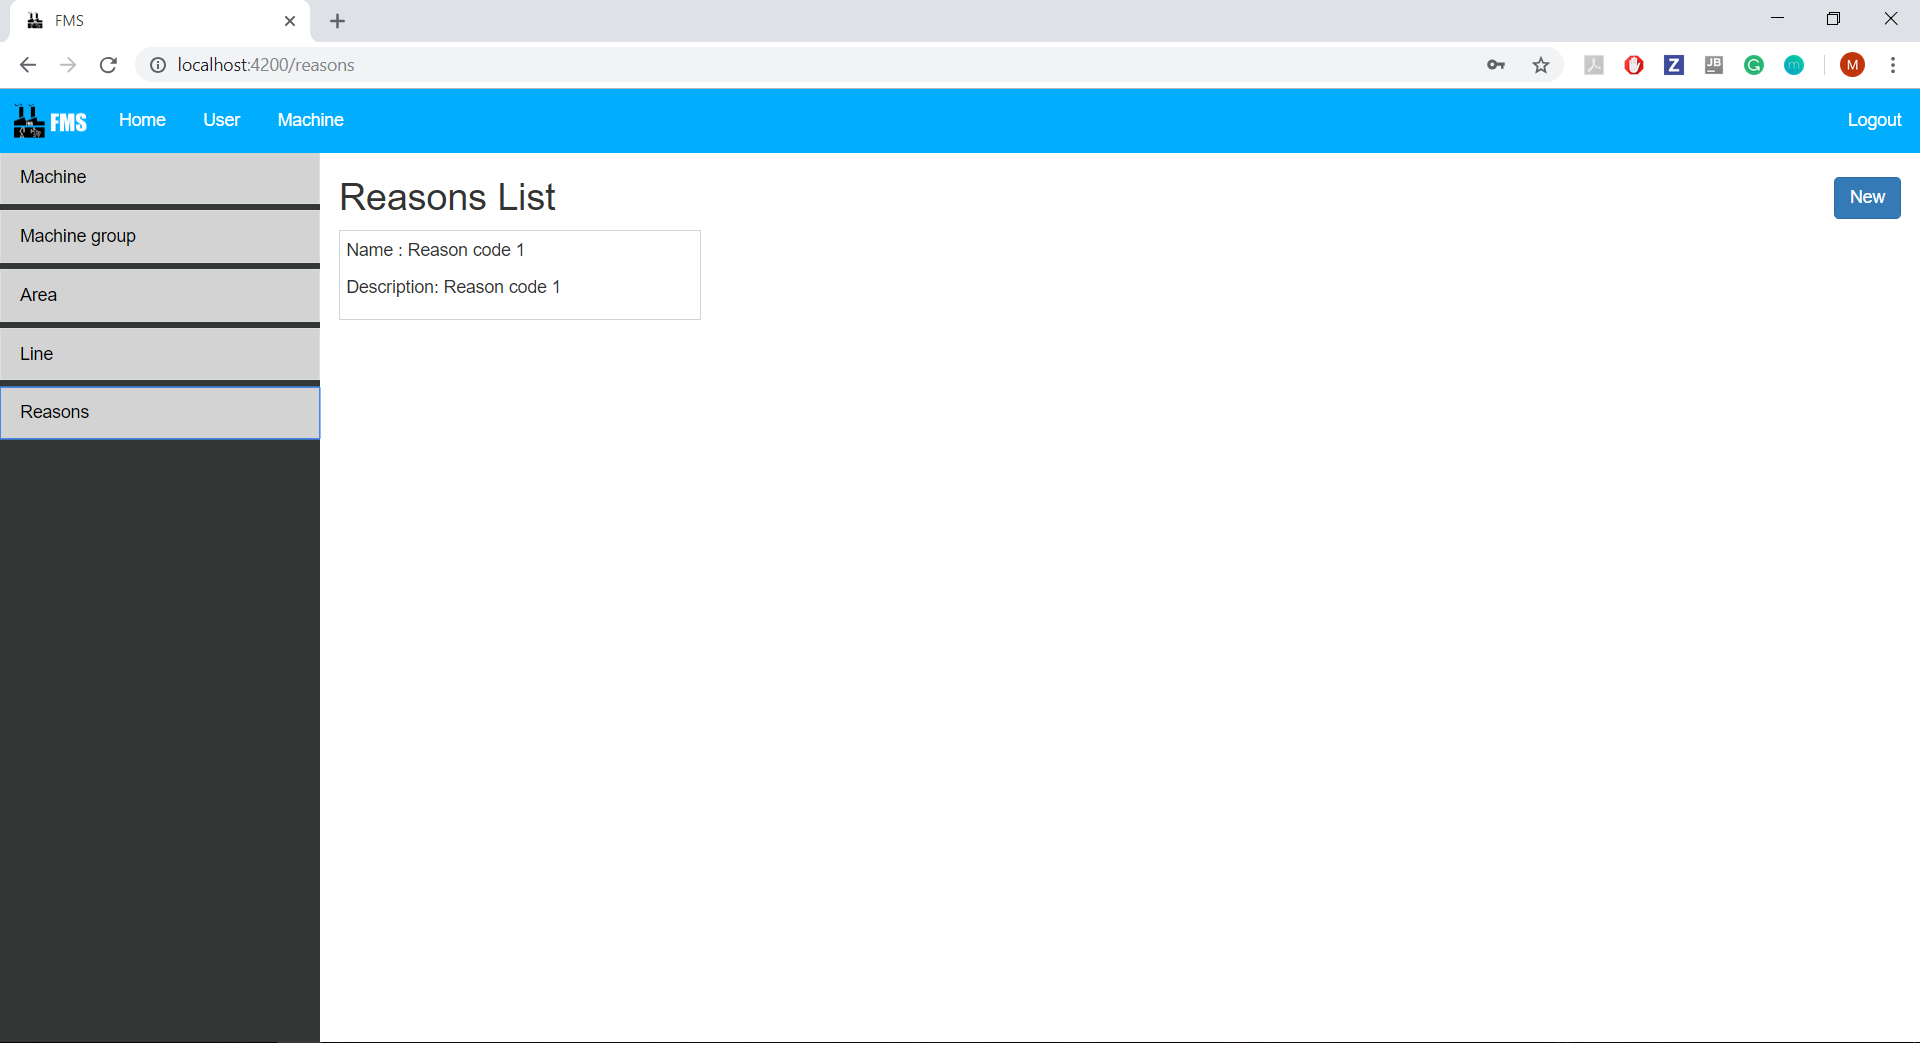 FMS
localhost:4200/reasons
JB
M
FMS Home User Machine Logout
Machine
Machine group
Area
Line
Reasons
Reasons List
New
Name : Reason code 1
Description: Reason code 1